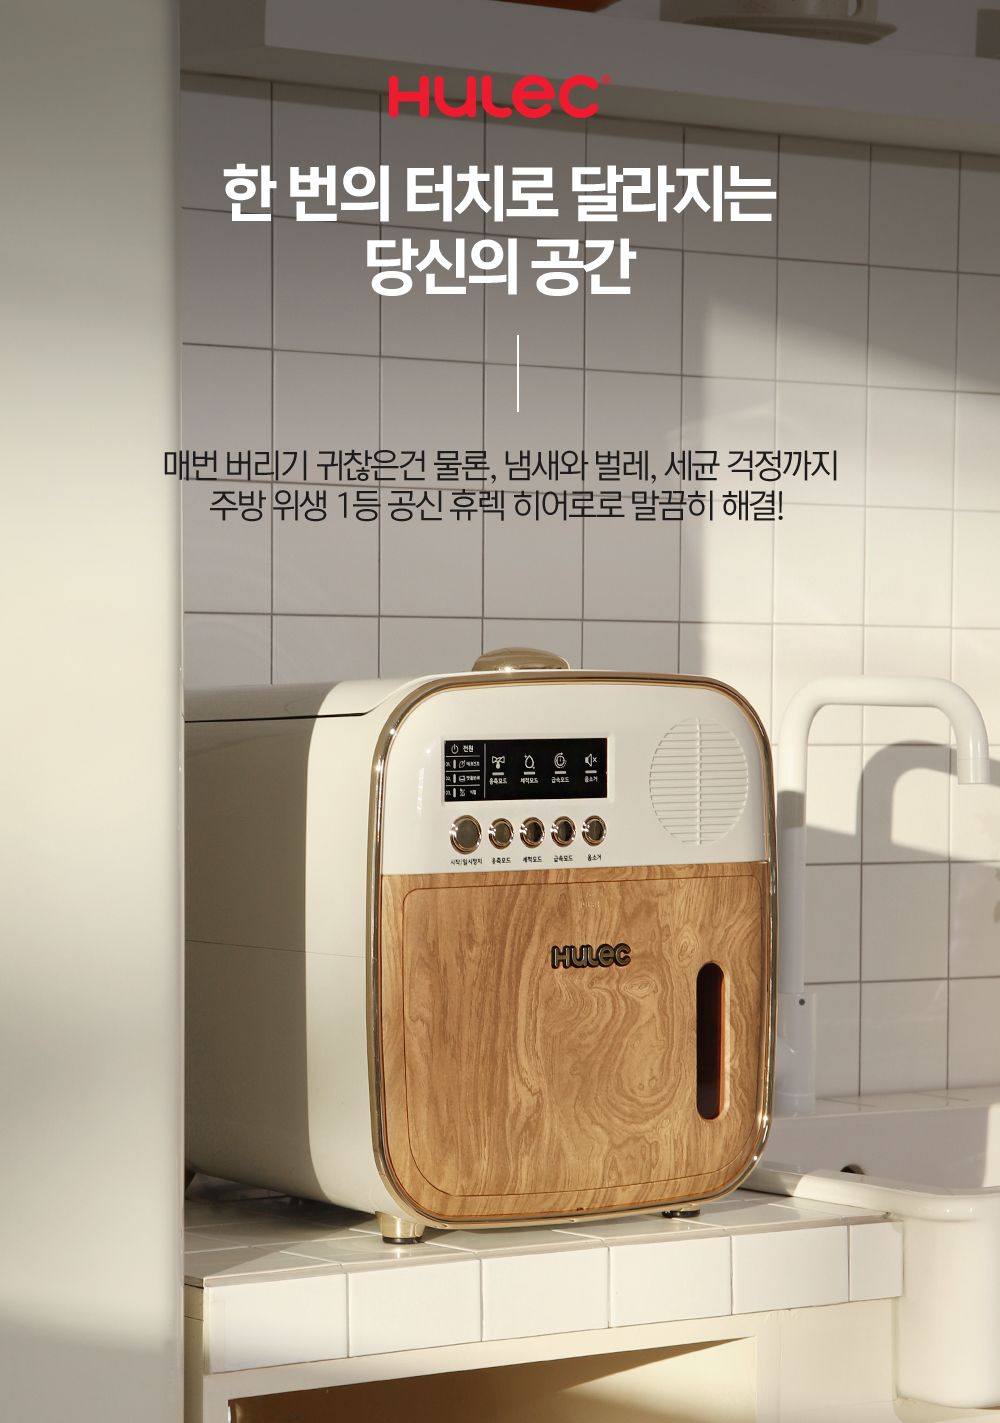 HULEC
한 번의 터치로 달라지는
당신의 공간
매번 버리기 귀찮은건 물론, 냄새와 벌레, 세균 걱정까지
주방 위생 1등 공신 휴렉 히어로로 말끔히 해결!
전원
응축모드 세척모드 급속모드 음소거
시작/일시정지 응축모드 세척모드 급속모드 음소거
HULEC